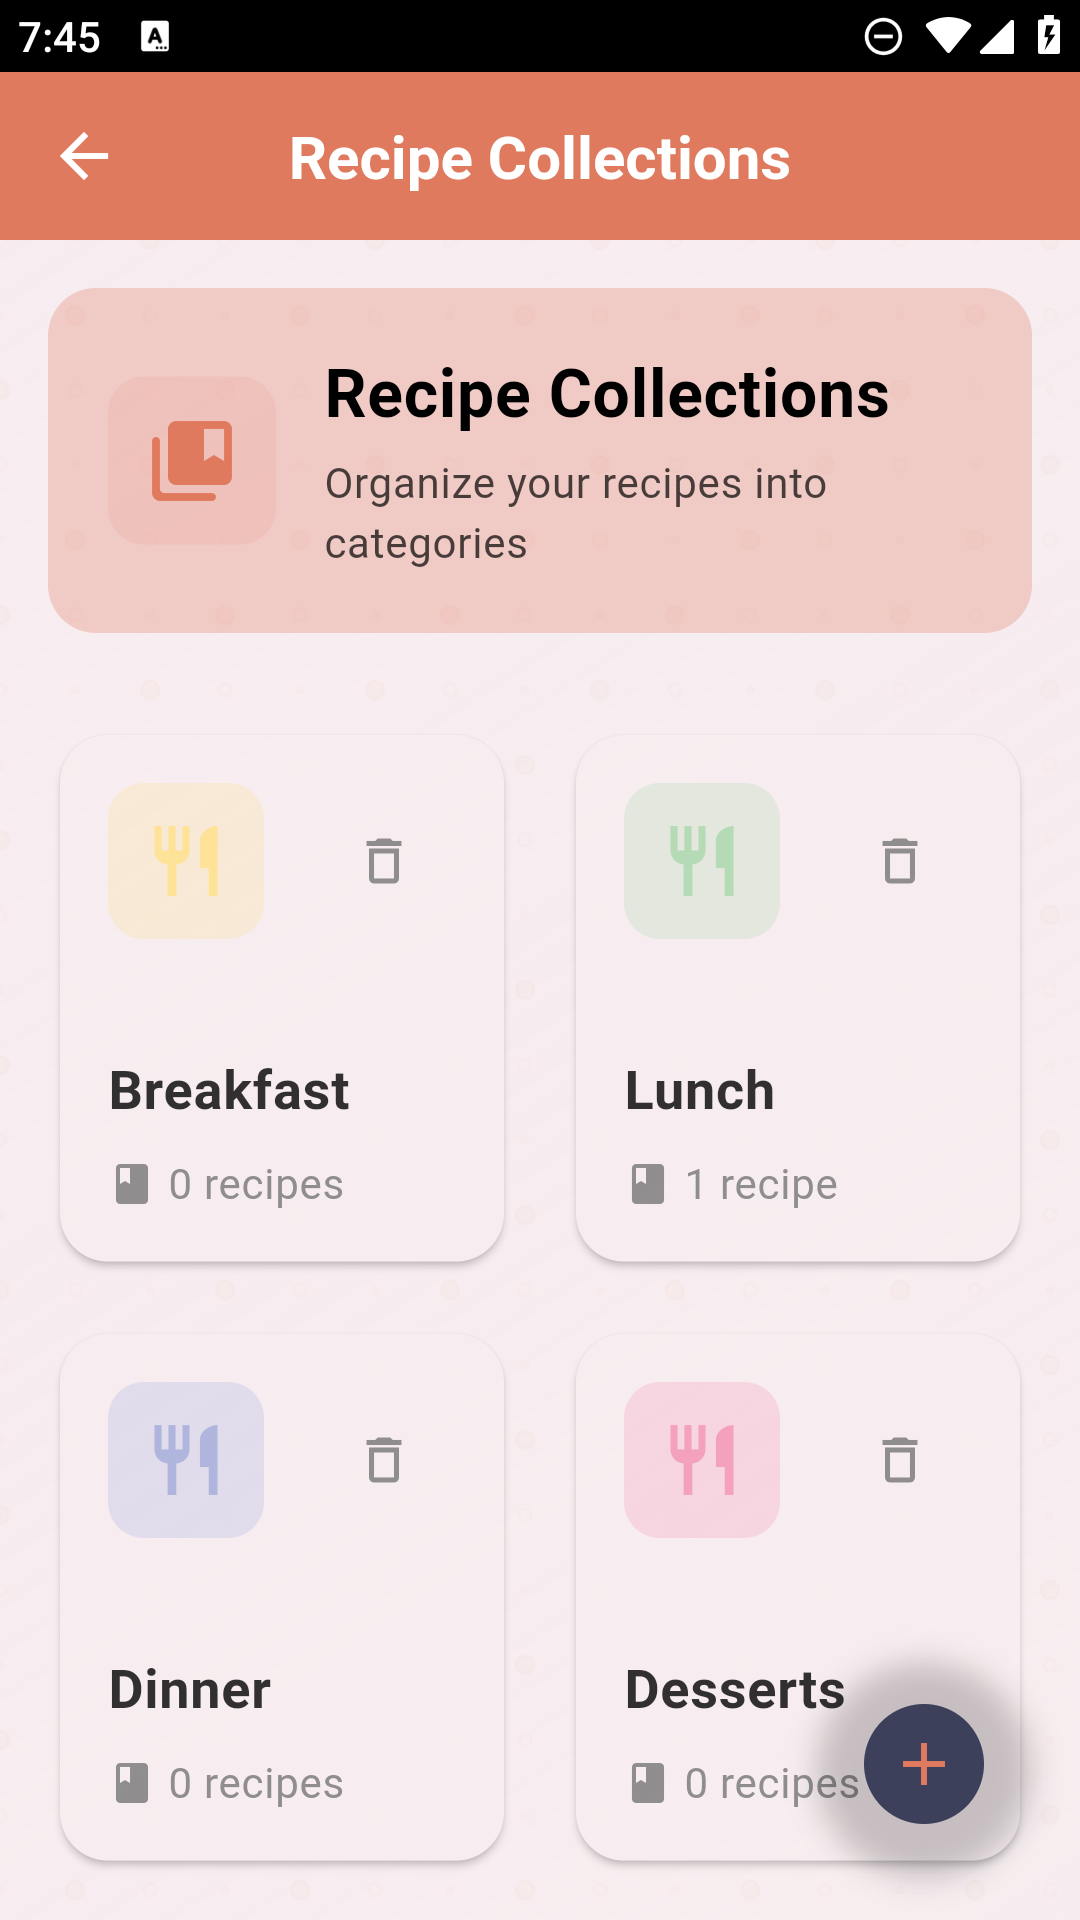 7:45
A
Recipe Collections
Recipe Collections
Organize your recipes into
categories
Breakfast
0 recipes
Lunch
1 recipe
Dinner
0 recipes
Desserts
0 recipes